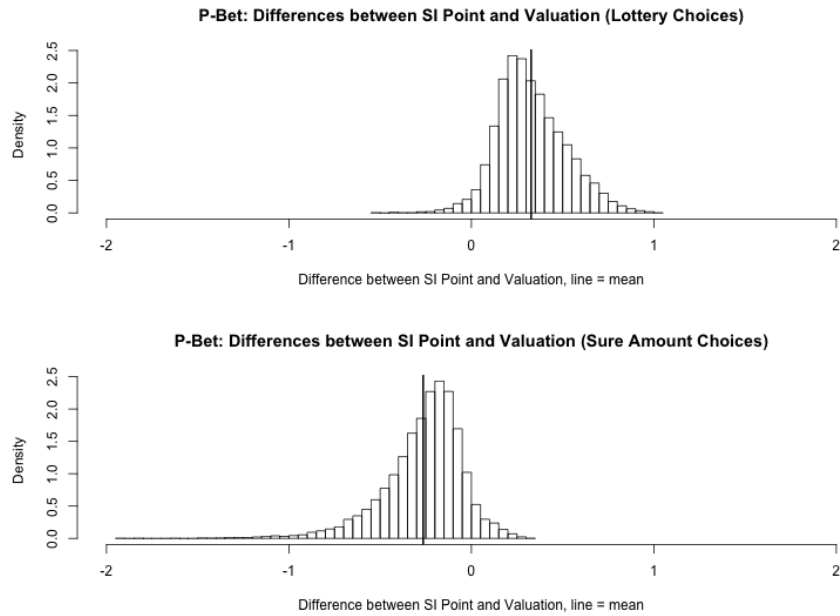 P-Bet: Differences between SI Point and Valuation (Lottery Choices)
2.5
2.0
1.5
1.0
0.5
0.0
Density
-2 -1 0 1 2
Difference between SI Point and Valuation, line = mean
P-Bet: Differences between SI Point and Valuation (Sure Amount Choices)
2.5
2.0
1.5
1.0
0.5
0.0
Density
-2 -1 0 1 2
Difference between SI Point and Valuation, line = mean